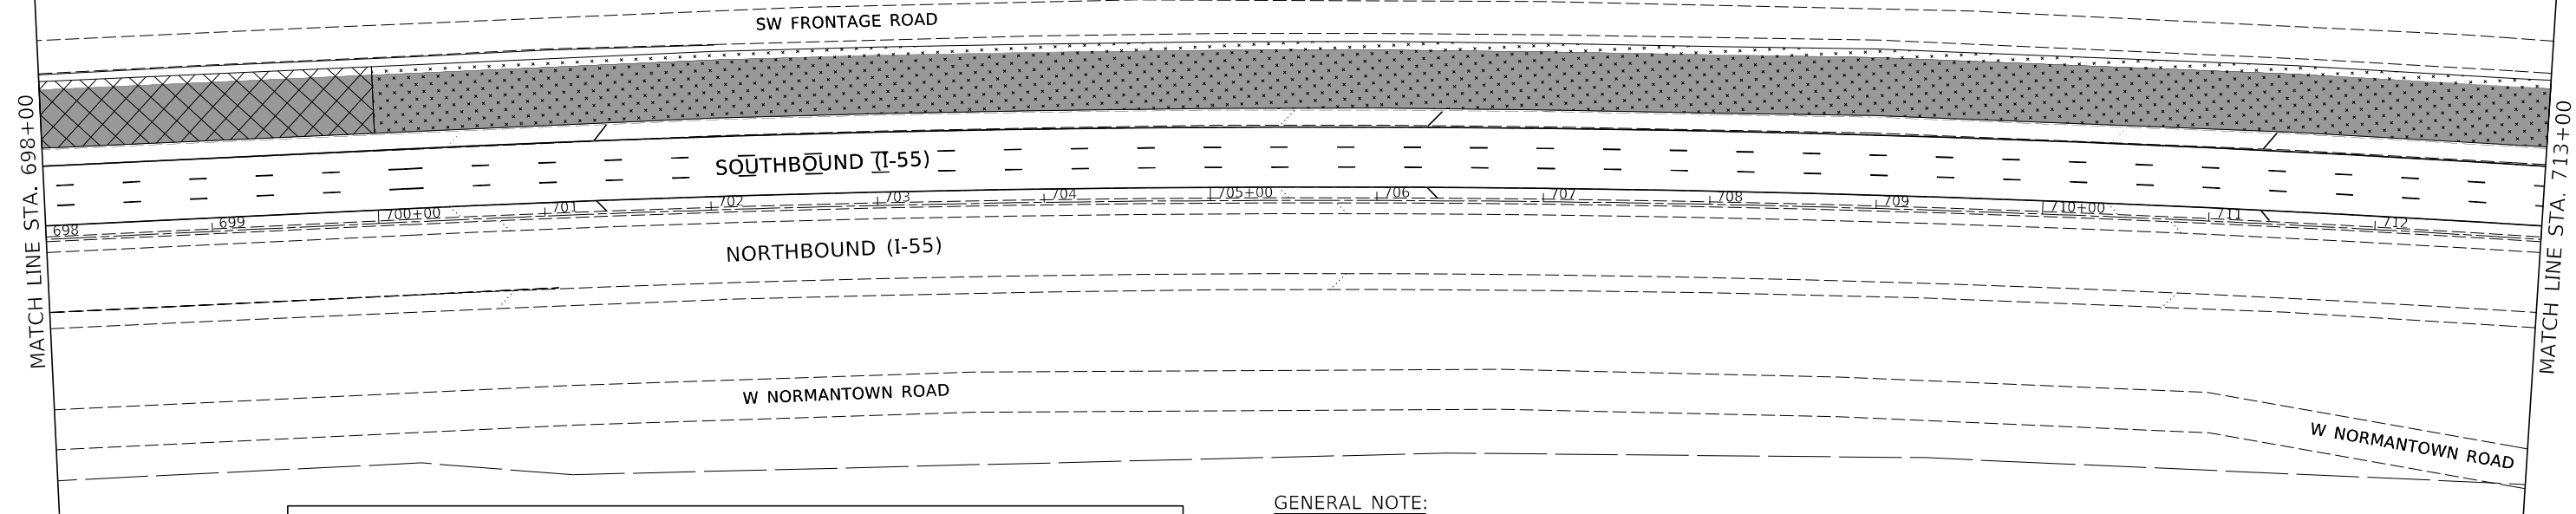 SW FRONTAGE ROAD
MATCH LINE STA. 698+00
MATCH LINE STA. 713+00
SOUTHBOUND (I-55)
698
699
700+00
701
702
703
704
705+00
706
707
708
709
710+00
711
712
NORTHBOUND (I-55)
W NORMANTOWN ROAD
W NORMANTOWN ROAD
GENERAL NOTE: